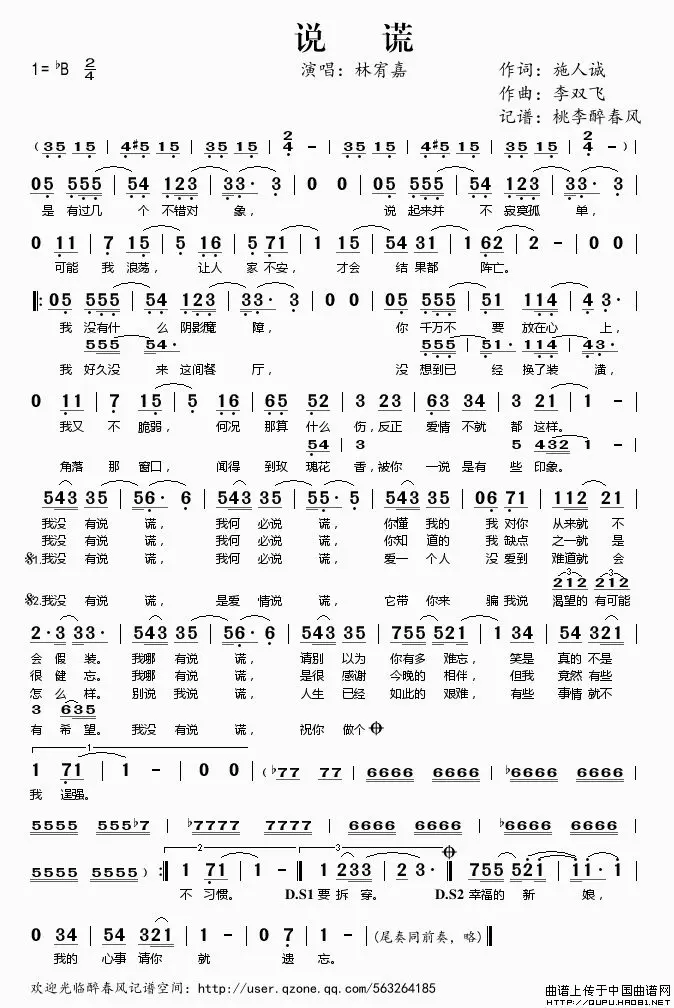 说 谎
1=♭B 2/4
演唱：林宥嘉
作词：施人诚
作曲：李双飞
记谱：桃李醉春风
(35 15 | 4#5 15 | 35 15 | 2/4 - | 35 15 | 4#5 15 | 35 15 | 2/4 - )
05 555 | 54 123 | 33· 3 | 0 0 | 05 555 | 54 123 | 33· 3 |
是 有过几 个 不错对 象， 说 起来并 不 寂寞孤 单，
0 11 | 7 15 | 5 16 | 5 71 | 1 15 | 54 31 | 1 62 | 2 - | 0 0 |
可能 我 浪荡， 让人 家 不安， 才会 结 果都 阵亡。
|: 05 555 | 54 123 | 33· 3 | 0 0 | 05 555 | 51 114 | 4 3· |
我 没有什 么 阴影魔 障， 你 千万不 要 放在心 上，
555 54· 555 51· 114 43·
我 好久没 来 这间餐 厅， 没 想到已 经 换了装 潢，
0 11 | 7 15 | 5 16 | 65 52 | 3 23 | 63 34 | 3 21 | 1 - |
我又 不 脆弱， 何况 那算 什么 伤，反正 爱情 不就 都 这样。
54 3 5 432 1 -
角落 那 窗口， 闻得 到玫 瑰花 香，被你 一说 是有 些 印象。
543 35 | 56· 6 | 543 35 | 55· 5 | 543 35 | 06 71 | 112 21 |
我没 有说 谎， 我何 必说 谎， 你懂 我的 我 对你 从来就 不
我没 有说 谎， 我何 必说 谎， 你知 道的 我 缺点 之一就 是
𝄋1.我没 有说 谎， 我何 必说 谎， 爱一 个人 没 爱到 难道就 会
212 212
𝄋2.我没 有说 谎， 是爱 情说 谎， 它带 你来 骗我说 渴望的 有可能
2·3 33· | 543 35 | 56· 6 | 543 35 | 755 521 | 1 34 | 54 321 |
会 假 装。 我哪 有说 谎， 请别 以为 你有多 难忘， 笑是 真的 不是
很 健 忘。 我哪 有说 谎， 是很 感谢 今晚的 相伴， 但我 竟然 有些
怎 么 样。 别说 我说 谎， 人生 已经 如此的 艰难， 有些 事情 就不
3 635
有 希 望。 我没 有说 谎， 祝你 做个 𝄌
1
1 71 | 1 - | 0 0 | (♭777 77 | 6666 6666 | 6666 6666 |
我 逞强。
5555 555♭7 | ♭7777 7777 | 6666 6666 | ♭6666 6666 |
2 3 𝄌
5555 5555) :| 1 71 | 1 - :| 1 233 | 2 3· | 755 521 | 11· 1 |
不 习惯。 D.S1 要 拆 穿。 D.S2 幸福的 新 娘，
0 34 | 54 321 | 1 - | 0 7 | 1 - (尾奏同前奏，略) |
我的 心事 请你 就 遗 忘。
欢迎光临醉春风记谱空间：http://user.qzone.qq.com/563264185
曲谱上传于中国曲谱网
HTTP://QUPU.HAO81.NET